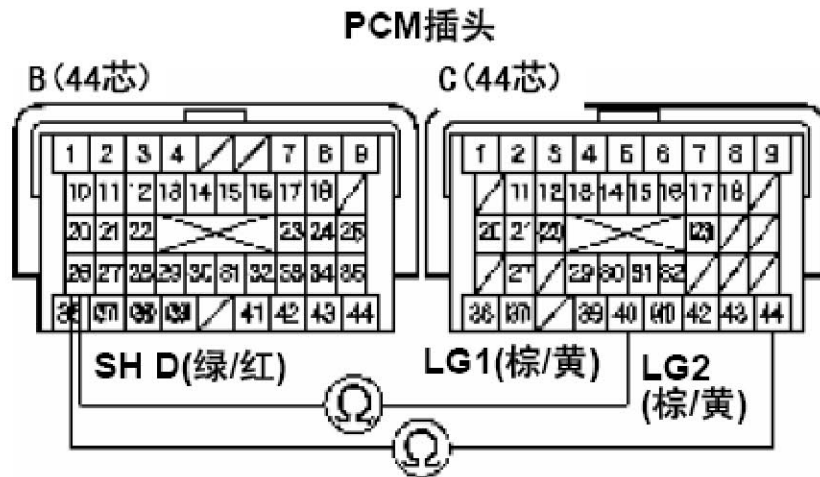 PCM插头
B(44芯) C(44芯)
1 2 3 4 7 8 9 1 2 3 4 5 6 7 8 9
10 11 12 13 14 15 16 17 18 11 12 13 14 15 16 17 18
20 21 22 23 24 25 20 21 22 23
26 27 28 29 30 31 32 33 34 35 27 29 30 31 32
36 37 38 39 41 42 43 44 36 37 39 40 41 42 43 44
SH D(绿/红) LG1(棕/黄) LG2
(棕/黄)
Ω
Ω